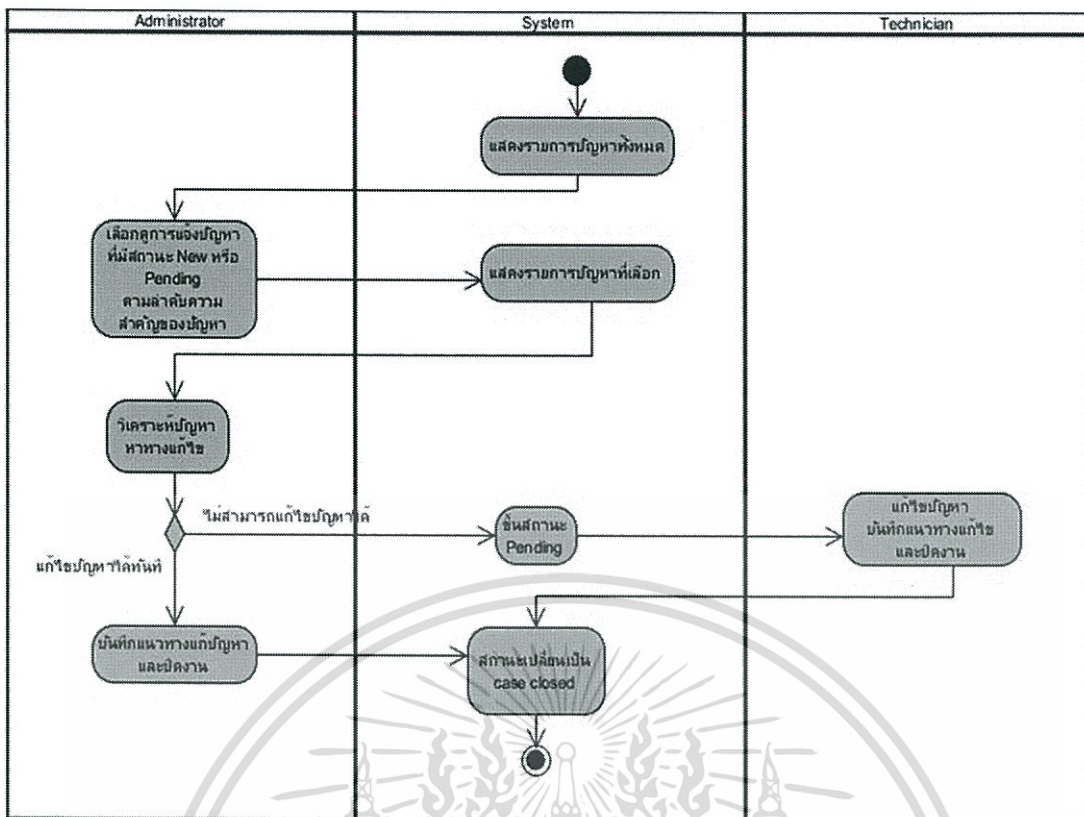 Administrator
System
Technician
แสดงรายการปัญหาทั้งหมด
เลือกดูการแจ้งปัญหา
ที่มีสถานะ New หรือ
Pending
ตามลำดับความ
สำคัญของปัญหา
แสดงรายการปัญหาที่เลือก
วิเคราะห์ปัญหา
หาทางแก้ไข
ไม่สามารถแก้ไขปัญหาได้
ขึ้นสถานะ
Pending
แก้ไขปัญหา
บันทึกแนวทางแก้ไข
และปิดงาน
แก้ไขปัญหาได้ทันที
บันทึกแนวทางแก้ปัญหา
และปิดงาน
สถานะเปลี่ยนเป็น
case closed